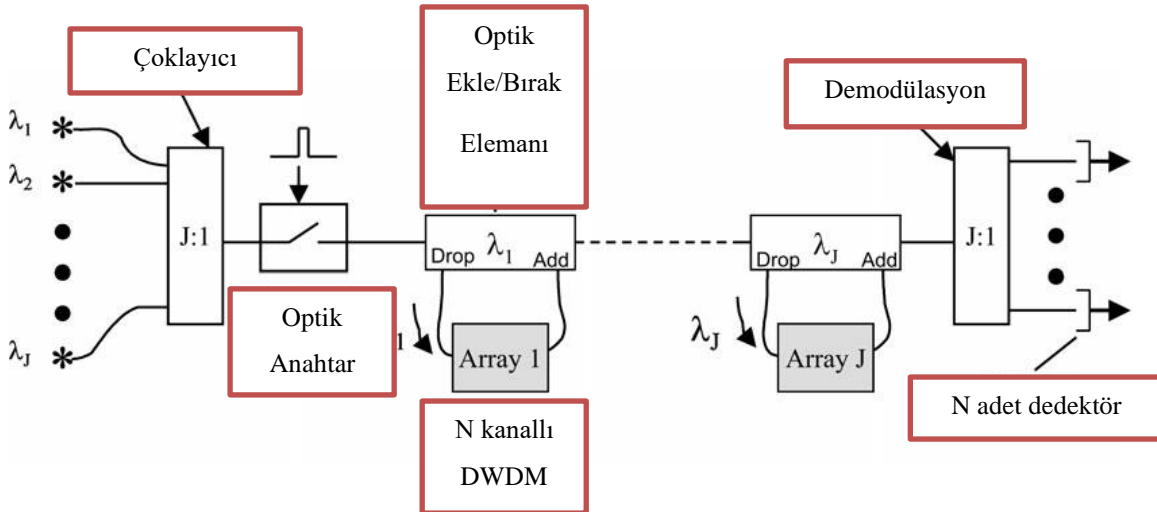 Çoklayıcı
Optik
Ekle/Bırak
Elemanı
Demodülasyon
λ1
λ2
λJ
J:1
λ1
Drop
Add
λJ
Drop
Add
J:1
Optik
Anahtar
1
Array 1
λJ
Array J
N kanallı
DWDM
N adet dedektör